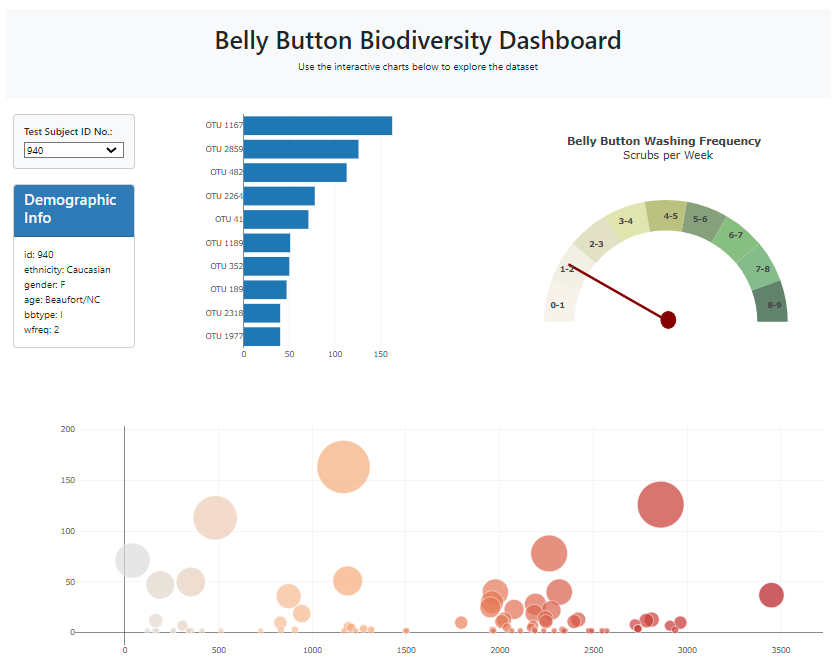 Belly Button Biodiversity Dashboard
Use the interactive charts below to explore the dataset
Test Subject ID No.:
940
Demographic
Info
id: 940
ethnicity: Caucasian
gender: F
age: Beaufort/NC
bbtype: I
wfreq: 2
OTU 1167
OTU 2859
OTU 482
OTU 2264
OTU 41
OTU 1189
OTU 352
OTU 189
OTU 2318
OTU 1977
0 50 100 150
Belly Button Washing Frequency
Scrubs per Week
0-1
1-2
2-3
3-4
4-5
5-6
6-7
7-8
8-9
200
150
100
50
0
0 500 1000 1500 2000 2500 3000 3500